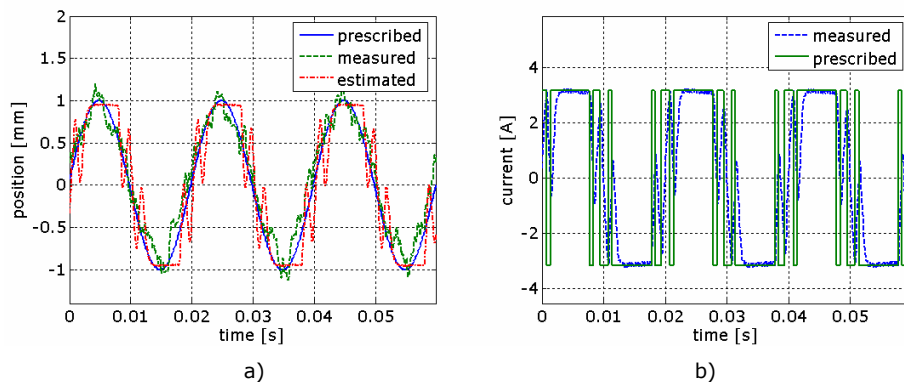 2
1.5
1
0.5
0
-0.5
-1
position [mm]
0 0.01 0.02 0.03 0.04 0.05
time [s]
prescribed
measured
estimated
a)
4
2
0
-2
-4
current [A]
0 0.01 0.02 0.03 0.04 0.05
time [s]
measured
prescribed
b)